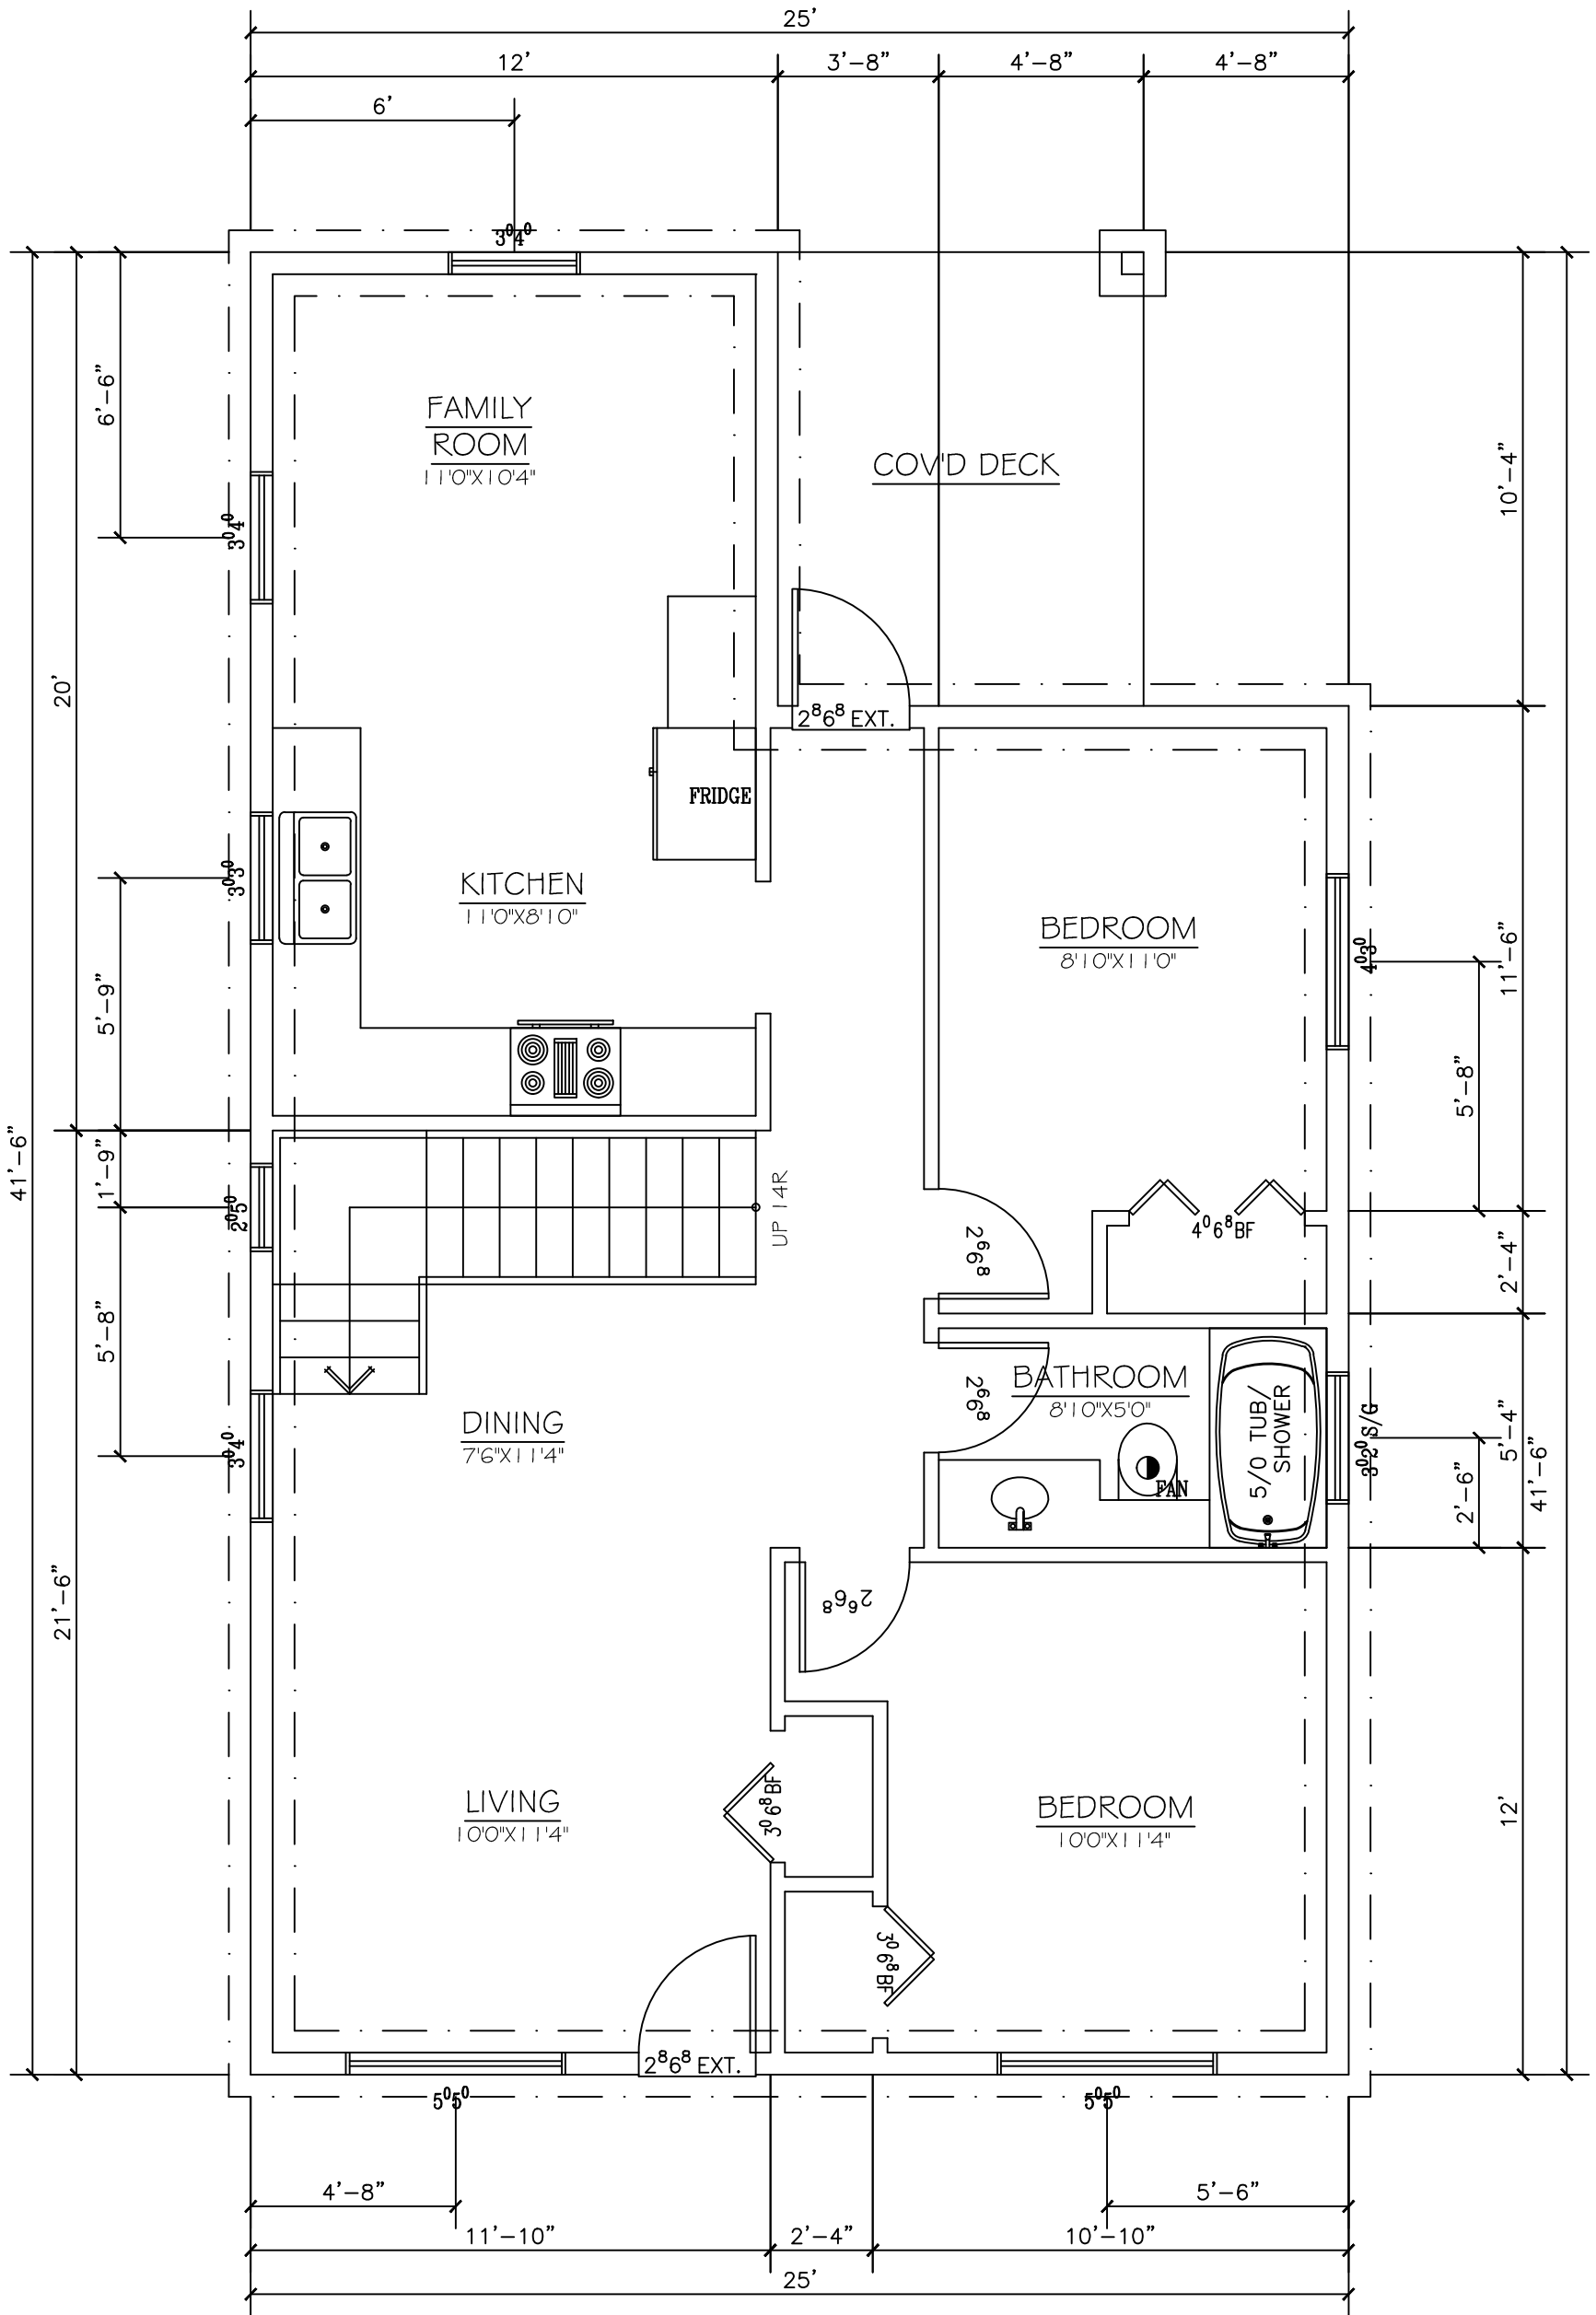 25'
12'
3'-8"
4'-8"
4'-8"
6'
3⁰4⁰
6'-6"
FAMILY
ROOM
11'0"X10'4"
COV'D DECK
10'-4"
3⁰4⁰
20'
2⁸6⁸ EXT.
FRIDGE
3⁰3⁰
KITCHEN
11'0"X8'10"
BEDROOM
8'10"X11'0"
4⁰3⁰
11'-6"
5'-9"
5'-8"
41'-6"
1'-9"
2⁰5⁰
UP 14R
2⁶6⁸
4⁰6⁸BF
2'-4"
5'-8"
BATHROOM
8'10"X5'0"
2⁶6⁸
5/0 TUB/
SHOWER
3⁰2⁰ S/G
5'-4"
DINING
7'6"X11'4"
3⁰4⁰
FAN
2'-6"
41'-6"
21'-6"
2⁶6⁸
LIVING
10'0"X11'4"
3⁰6⁸BF
BEDROOM
10'0"X11'4"
12'
3⁰6⁸BF
2⁸6⁸ EXT.
5⁰5⁰
5⁰5⁰
4'-8"
5'-6"
11'-10"
2'-4"
10'-10"
25'